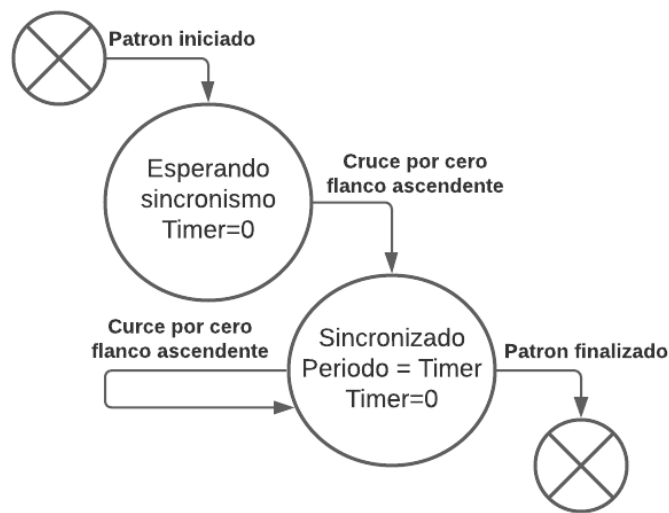 Patron iniciado
Esperando
sincronismo
Timer=0
Cruce por cero
flanco ascendente
Curce por cero
flanco ascendente
Sincronizado
Periodo = Timer
Timer=0
Patron finalizado